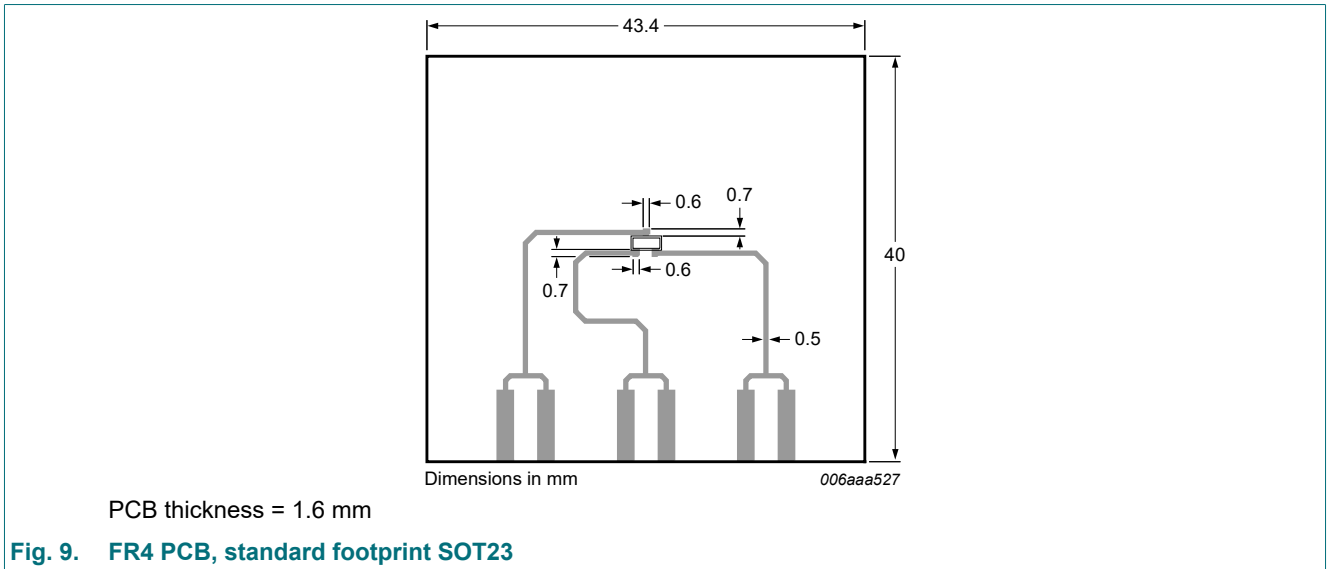 43.4
0.6
0.7
40
0.6
0.7
0.5
Dimensions in mm
006aaa527
PCB thickness = 1.6 mm
Fig. 9. FR4 PCB, standard footprint SOT23